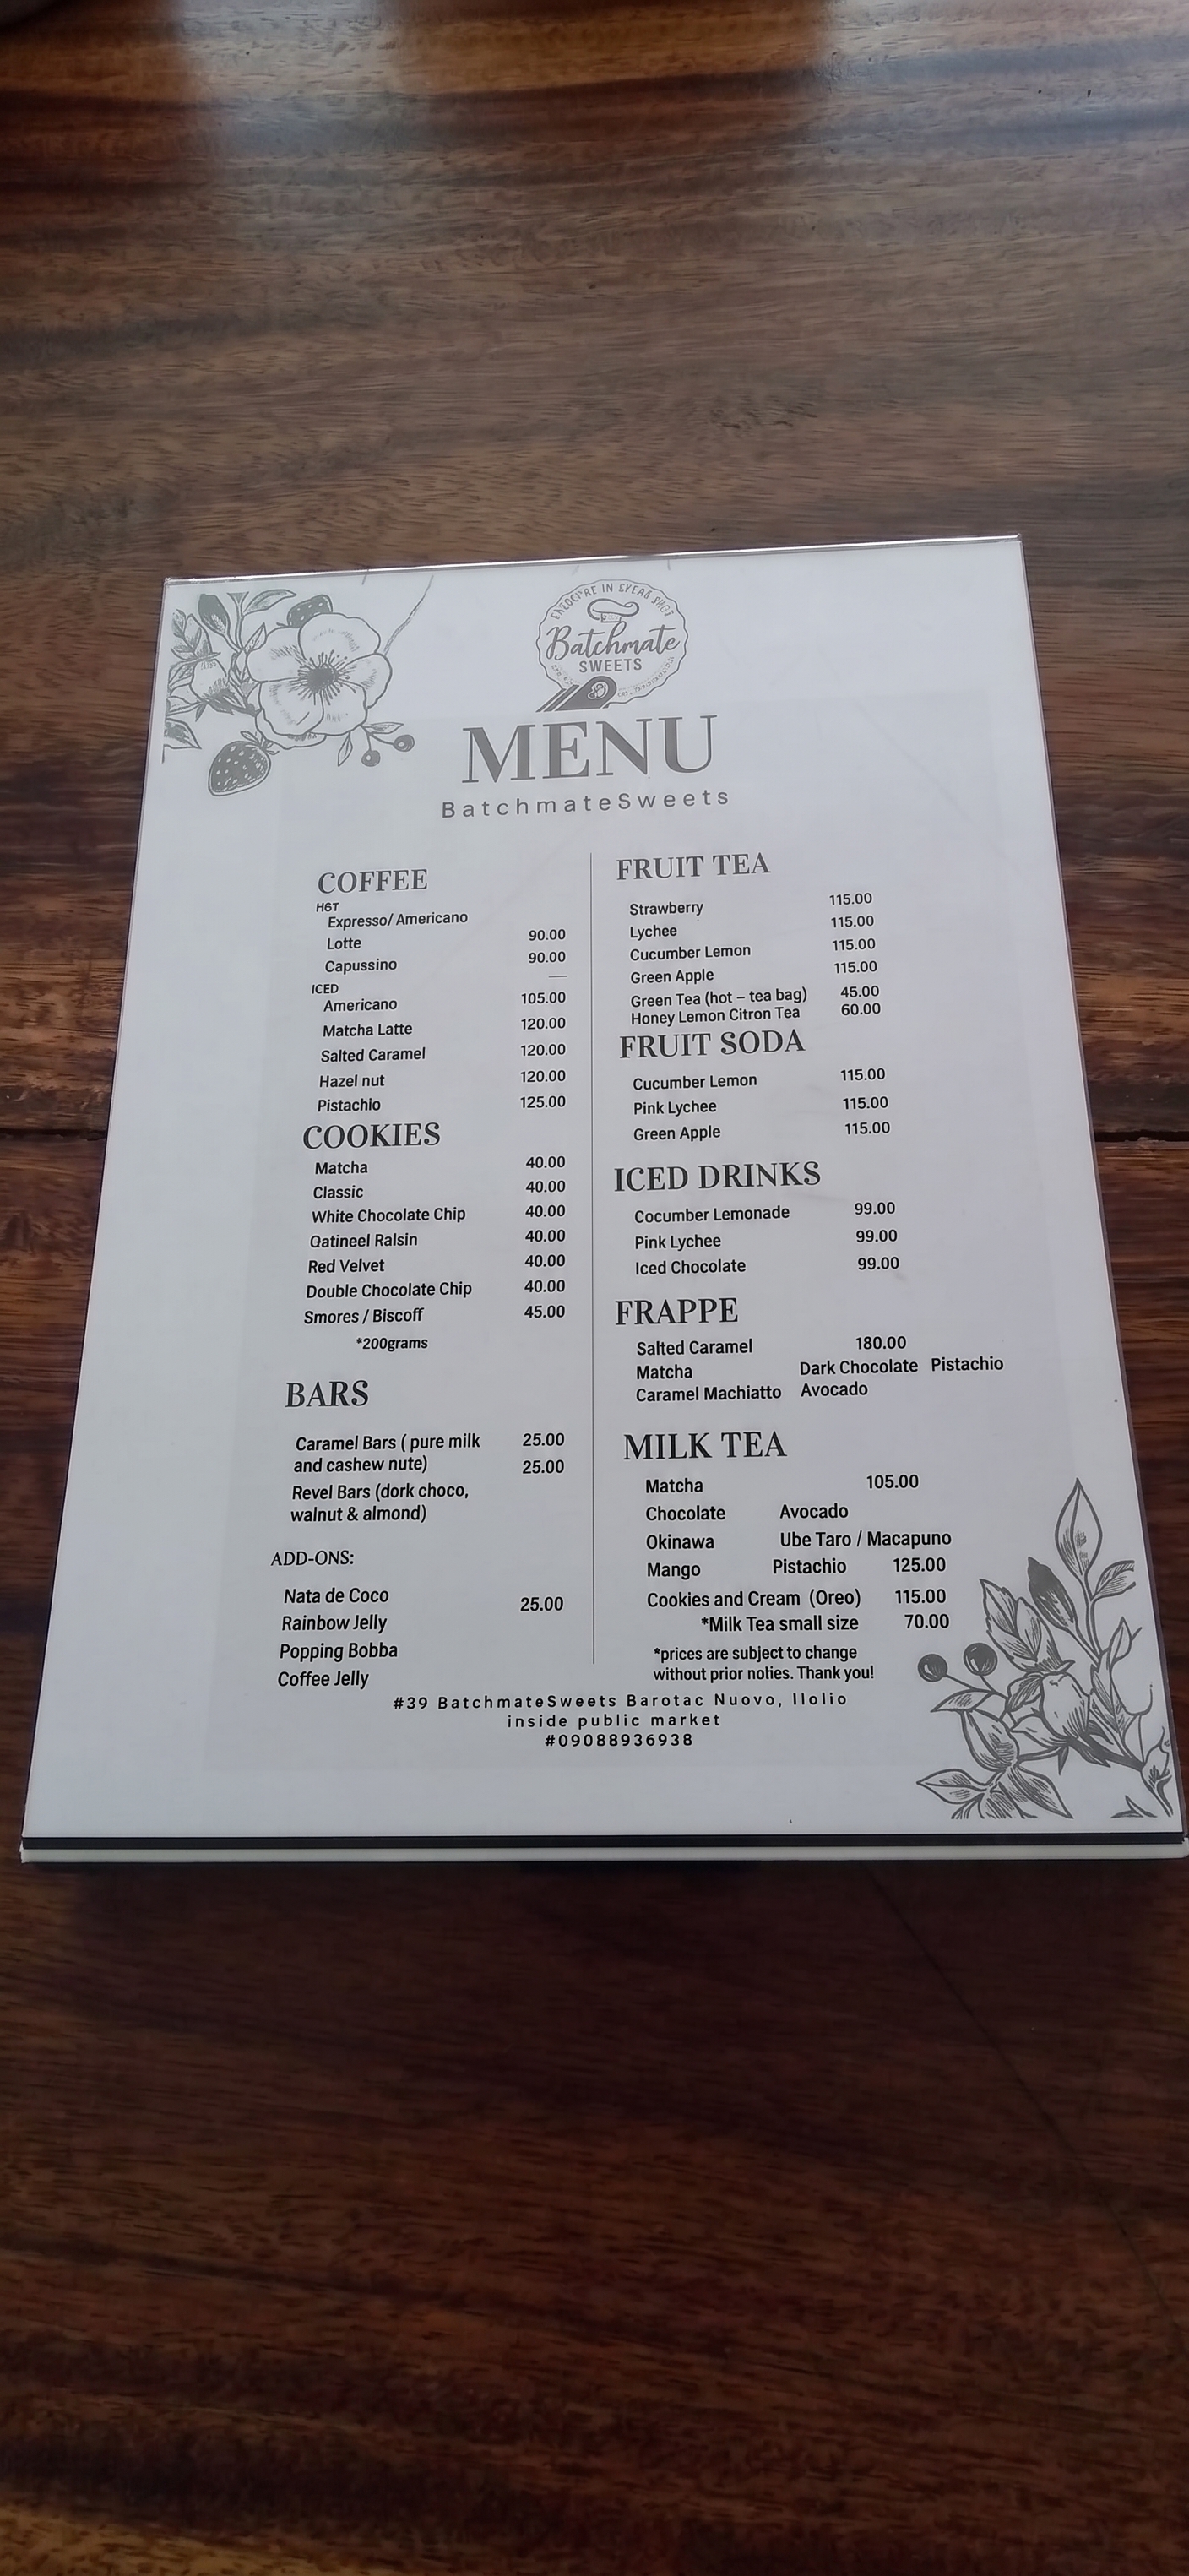 Batchmate
SWEETS
MENU
BatchmateSweets
COFFEE
H6T
Expresso/ Americano
Lotte 90.00
Capussino 90.00
ICED
Americano 105.00
Matcha Latte 120.00
Salted Caramel 120.00
Hazel nut 120.00
Pistachio 125.00
COOKIES
Matcha 40.00
Classic 40.00
White Chocolate Chip 40.00
Qatineel Ralsin 40.00
Red Velvet 40.00
Double Chocolate Chip 40.00
Smores / Biscoff 45.00
*200grams
BARS
Caramel Bars ( pure milk 25.00
and cashew nute) 25.00
Revel Bars (dork choco,
walnut & almond)
ADD-ONS:
Nata de Coco 25.00
Rainbow Jelly
Popping Bobba
Coffee Jelly
FRUIT TEA
Strawberry 115.00
Lychee 115.00
Cucumber Lemon 115.00
Green Apple 115.00
Green Tea (hot – tea bag) 45.00
Honey Lemon Citron Tea 60.00
FRUIT SODA
Cucumber Lemon 115.00
Pink Lychee 115.00
Green Apple 115.00
ICED DRINKS
Cocumber Lemonade 99.00
Pink Lychee 99.00
Iced Chocolate 99.00
FRAPPE
Salted Caramel 180.00
Matcha Dark Chocolate Pistachio
Caramel Machiatto Avocado
MILK TEA
Matcha 105.00
Chocolate Avocado
Okinawa Ube Taro / Macapuno
Mango Pistachio 125.00
Cookies and Cream (Oreo) 115.00
*Milk Tea small size 70.00
*prices are subject to change
without prior noties. Thank you!
#39 BatchmateSweets Barotac Nuovo, Ilolio
inside public market
#09088936938